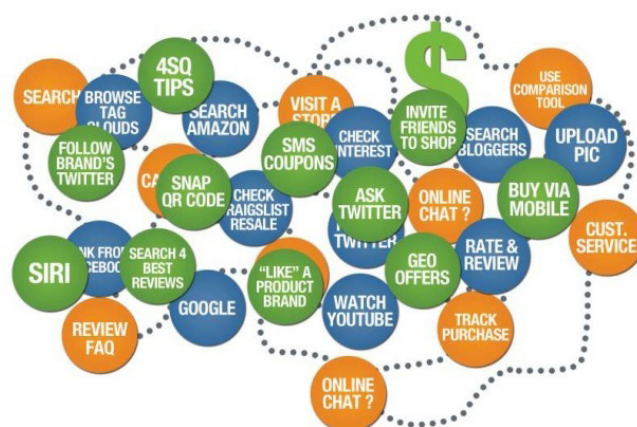 4SQ
TIPS
SEARCH
BROWSE
TAG
CLOUDS
SEARCH
AMAZON
VISIT A
$
INVITE
FRIENDS
TO SHOP
USE
COMPARISON
TOOL
FOLLOW
BRAND'S
TWITTER
SMS
COUPONS
CHECK
SEARCH
BLOGGERS
UPLOAD
PIC
SNAP
QR CODE
CHECK
RESALE
ASK
TWITTER
ONLINE
CHAT ?
BUY VIA
MOBILE
CUST.
SERVICE
SIRI
SEARCH 4
BEST
REVIEWS
GOOGLE
"LIKE" A
PRODUCT
BRAND
TWITTER
GEO
OFFERS
RATE &
REVIEW
WATCH
YOUTUBE
REVIEW
FAQ
TRACK
PURCHASE
ONLINE
CHAT ?